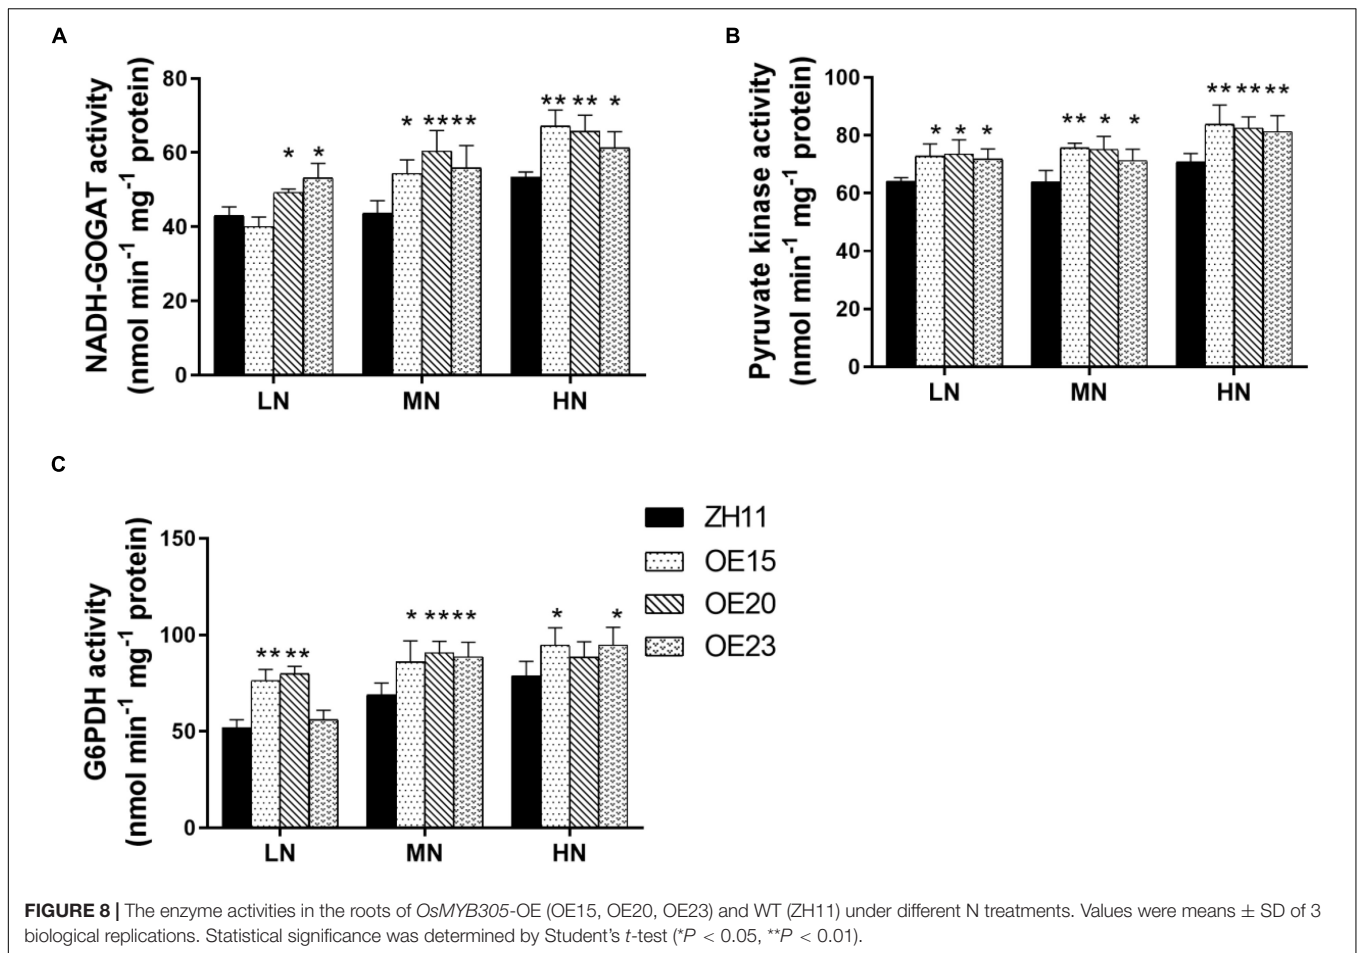 A
NADH-GOGAT activity
(nmol min⁻¹ mg⁻¹ protein)
80
60
40
20
0
* *
* ** **
** ** *
LN MN HN
B
Pyruvate kinase activity
(nmol min⁻¹ mg⁻¹ protein)
100
80
60
40
20
0
* * *
** * *
** ** **
LN MN HN
C
G6PDH activity
(nmol min⁻¹ mg⁻¹ protein)
150
100
50
0
** **
* ** **
* *
LN MN HN
ZH11
OE15
OE20
OE23
FIGURE 8 | The enzyme activities in the roots of OsMYB305-OE (OE15, OE20, OE23) and WT (ZH11) under different N treatments. Values were means ± SD of 3
biological replications. Statistical significance was determined by Student's t-test (*P < 0.05, **P < 0.01).